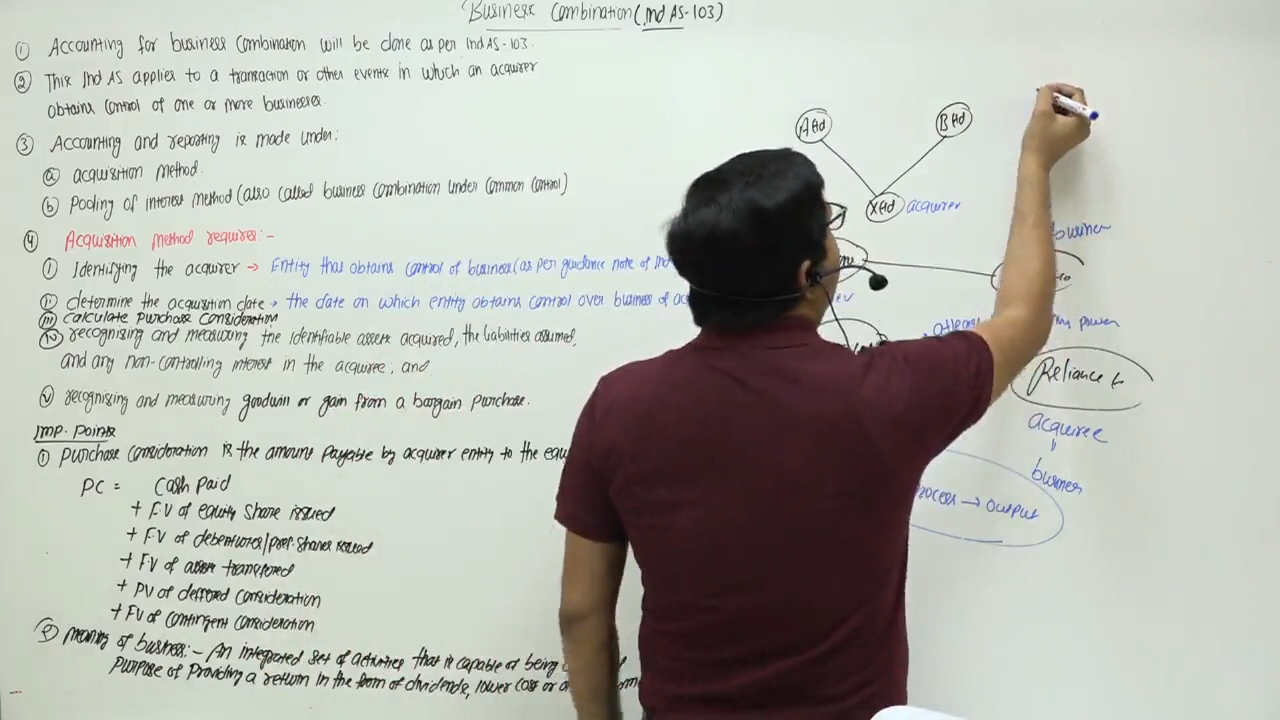 Business Combination (Ind AS-103)
① Accounting for business combination will be done as per Ind AS-103.
② This Ind AS applies to a transaction or other events in which an acquirer
obtains control of one or more businesses.
③ Accounting and reporting is made under:
ⓐ acquisition method.
ⓑ Pooling of interest method (also called business combination under common control)
④ Acquisition method requires:-
ⓘ Identifying the acquirer → Entity that obtains control of business (as per guidance note of Ind
ⓘⓘ determine the acquisition date → the date on which entity obtains control over business of
ⓘⓘⓘ calculate purchase consideration
ⓘⓥ recognising and measuring the identifiable assets acquired, the liabilities assumed,
and any non-controlling interest in the acquiree, and
ⓥ recognising and measuring goodwill or gain from a bargain purchase.
Imp. Points
① Purchase consideration is the amount payable by acquirer entity to the
PC = Cash Paid
+ F.V of equity share issued
+ F.V of debentures/pref. shares issued
+ F.V of asset transferred
+ PV of deffered consideration
+ FV of contingent consideration
② meaning of business:- An integrated set of activities that is capable of being
purpose of Providing a return in the form of dividends, lower cost or
A Ltd
B Ltd
X Ltd acquirer
business
power
Reliance
acquiree
business
→ output